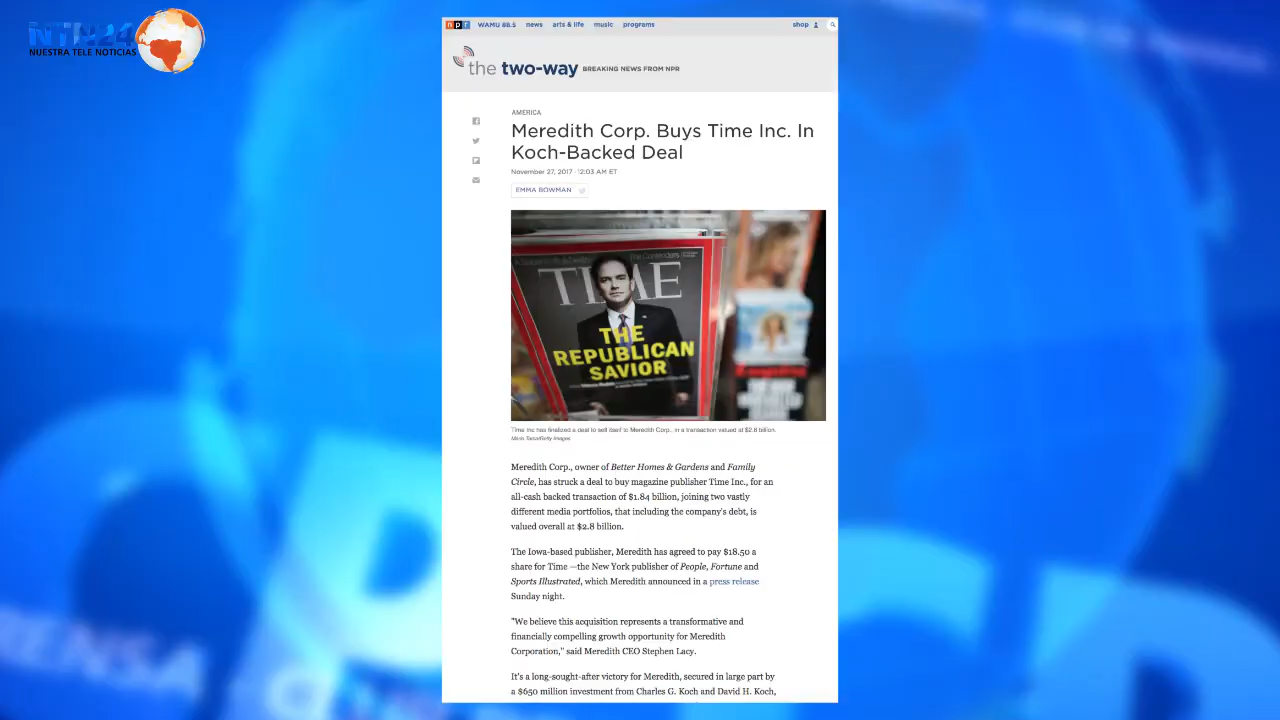 NTN24
NUESTRA TELE NOTICIAS
npr WAMU 88.5 news arts & life music programs shop
the two-way BREAKING NEWS FROM NPR
AMERICA
Meredith Corp. Buys Time Inc. In
Koch-Backed Deal
November 27, 2017 · 12:03 AM ET
EMMA BOWMAN
TIME
THE
REPUBLICAN
SAVIOR
Time Inc has finalized a deal to sell itself to Meredith Corp., in a transaction valued at $2.8 billion.
Mario Tama/Getty Images
Meredith Corp., owner of Better Homes & Gardens and Family
Circle, has struck a deal to buy magazine publisher Time Inc., for an
all-cash backed transaction of $1.84 billion, joining two vastly
different media portfolios, that including the company's debt, is
valued overall at $2.8 billion.
The Iowa-based publisher, Meredith has agreed to pay $18.50 a
share for Time —the New York publisher of People, Fortune and
Sports Illustrated, which Meredith announced in a press release
Sunday night.
"We believe this acquisition represents a transformative and
financially compelling growth opportunity for Meredith
Corporation," said Meredith CEO Stephen Lacy.
It's a long-sought-after victory for Meredith, secured in large part by
a $650 million investment from Charles G. Koch and David H. Koch,
RENSA